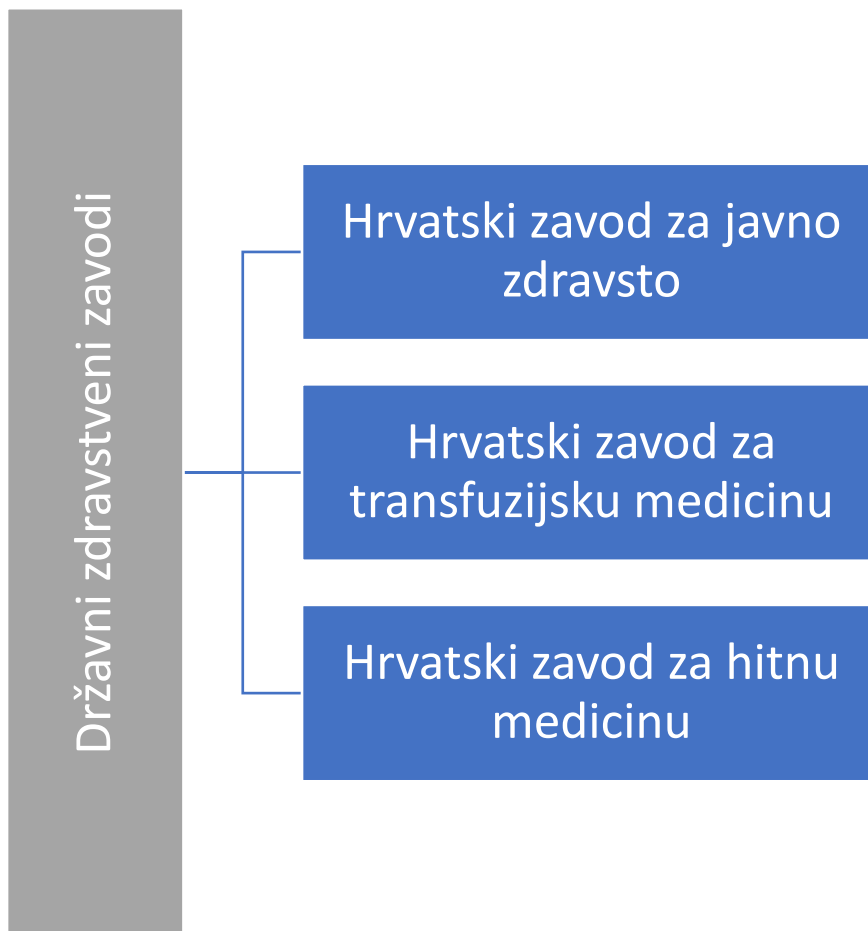 Državni zdravstveni zavodi
Hrvatski zavod za javno
zdravsto
Hrvatski zavod za
transfuzijsku medicinu
Hrvatski zavod za hitnu
medicinu